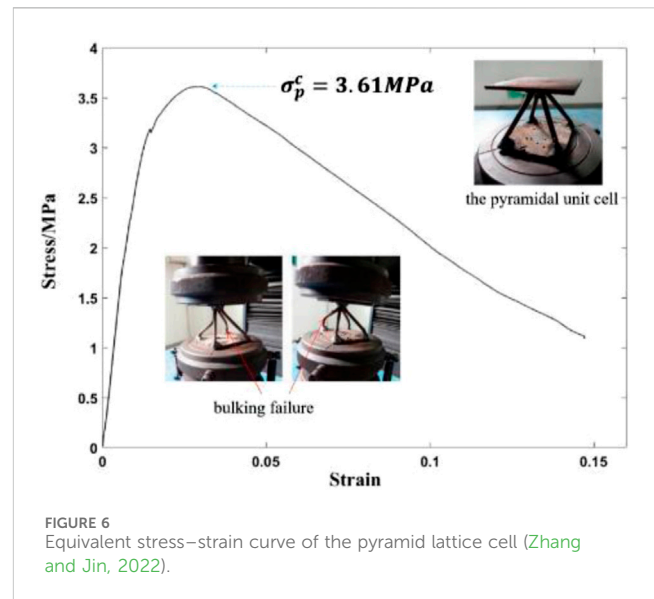 4
3.5
3
2.5
2
1.5
1
0.5
0
0
0.05
0.1
0.15
Stress/MPa
Strain
σₚᶜ = 3.61MPa
the pyramidal unit cell
bulking failure
FIGURE 6
Equivalent stress–strain curve of the pyramid lattice cell (Zhang
and Jin, 2022).